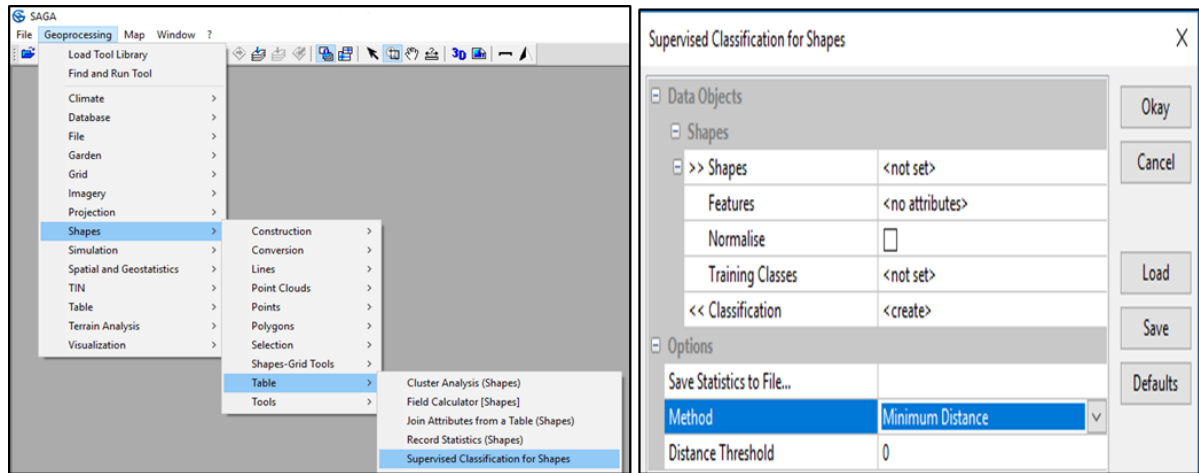 SAGA
File Geoprocessing Map Window ?
Load Tool Library
Find and Run Tool
Climate >
Database >
File >
Garden >
Grid >
Imagery >
Projection >
Shapes >
Simulation >
Spatial and Geostatistics >
TIN >
Table >
Terrain Analysis >
Visualization >
3D
Construction >
Conversion >
Lines >
Point Clouds >
Points >
Polygons >
Selection >
Shapes-Grid Tools >
Table >
Tools >
Cluster Analysis (Shapes)
Field Calculator [Shapes]
Join Attributes from a Table (Shapes)
Record Statistics (Shapes)
Supervised Classification for Shapes
Supervised Classification for Shapes X
Data Objects
Shapes
>> Shapes <not set>
Features <no attributes>
Normalise
Training Classes <not set>
<< Classification <create>
Options
Save Statistics to File...
Method Minimum Distance
Distance Threshold 0
Okay
Cancel
Load
Save
Defaults